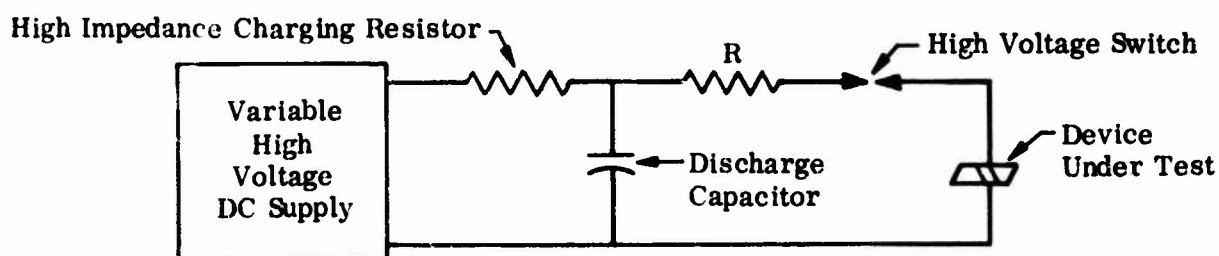 High Impedance Charging Resistor
R
High Voltage Switch
Variable
High
Voltage
DC Supply
Discharge
Capacitor
Device
Under Test